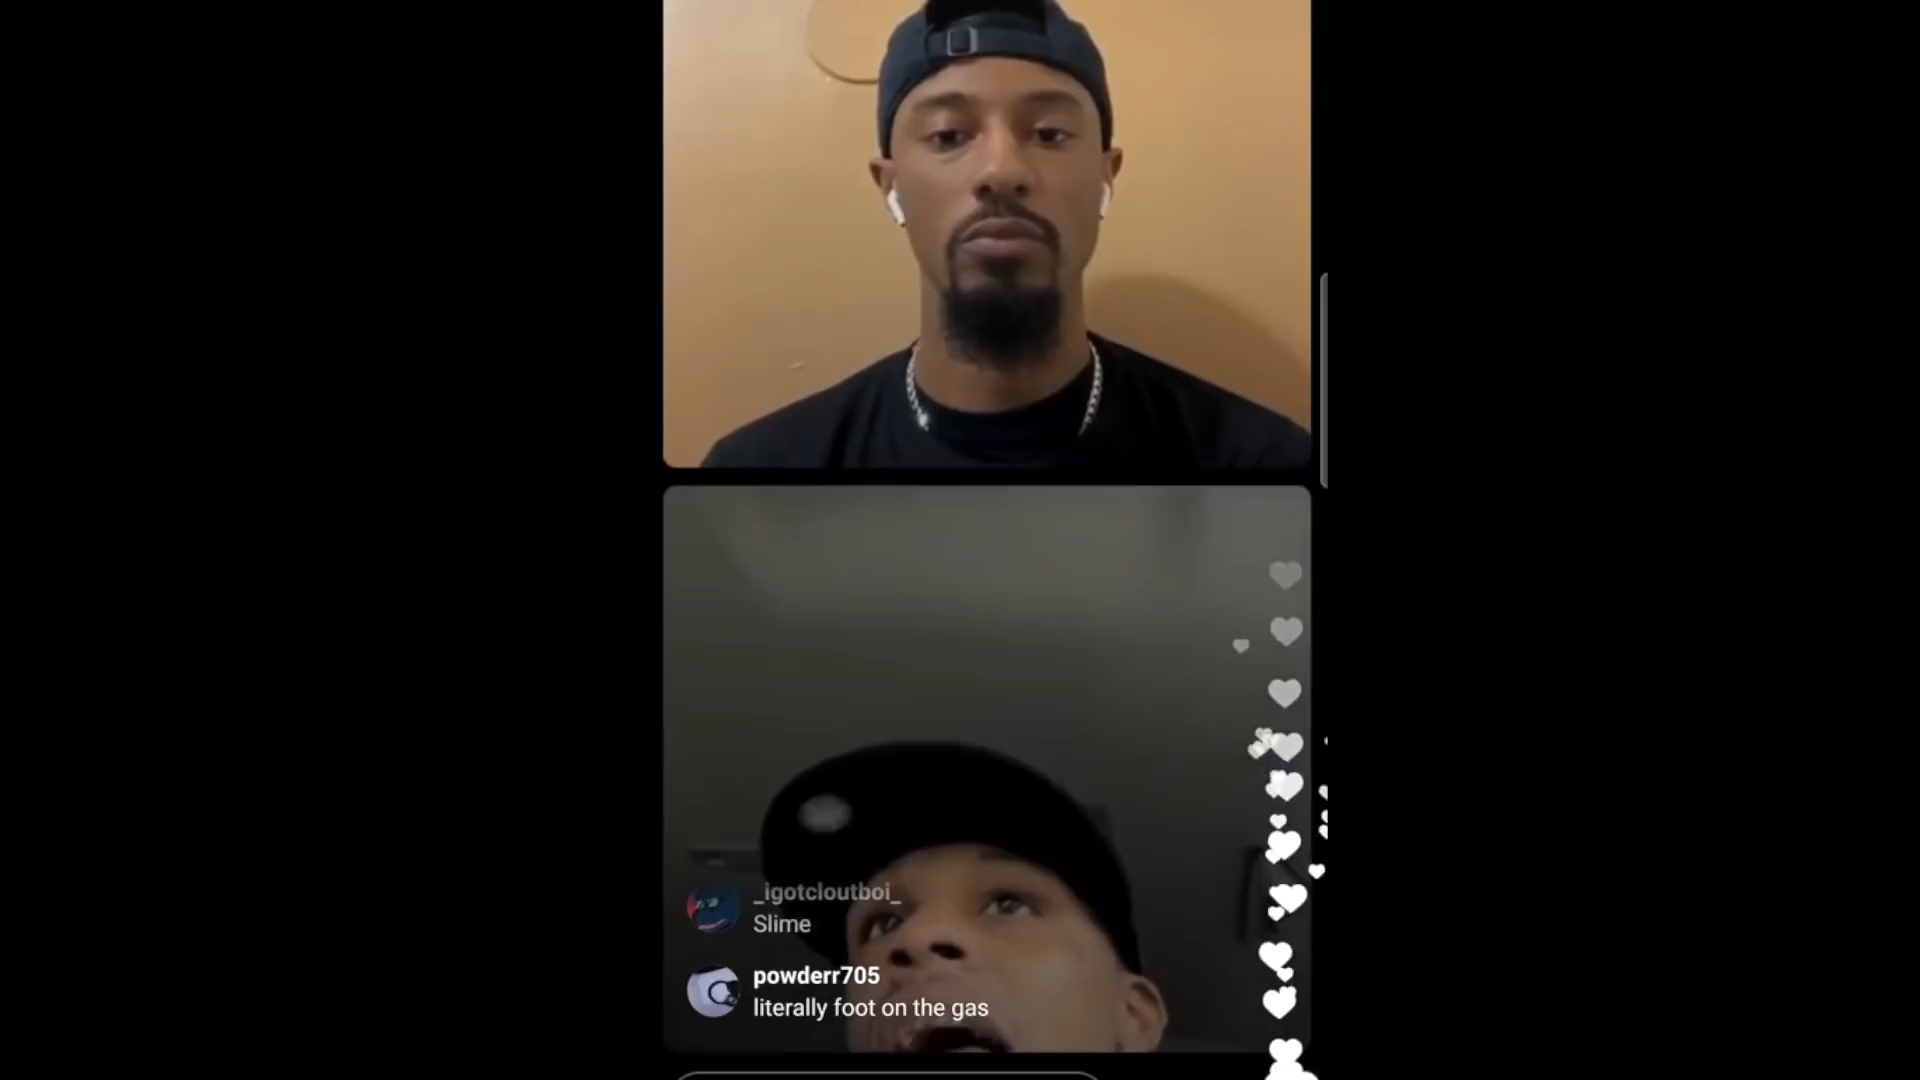 _igotcloutboi_
Slime
powderr705
literally foot on the gas